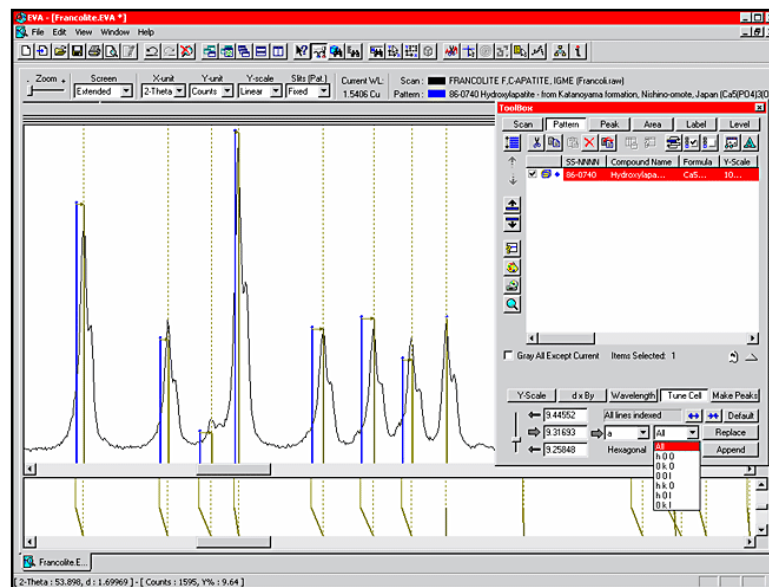 EVA - [Francolite.EVA *]
File Edit View Window Help
- Zoom + Screen X-unit Y-unit Y-scale Slits (Pat.) Current WL: Scan : FRANCOLITE F,C-APATITE, IGME (Francoli.raw)
Extended 2-Theta Counts Linear Fixed 1.5406 Cu Pattern : 86-0740 Hydroxylapatite - from Katanoyama formation, Nishino-omote, Japan (Ca5(PO4)3(O
ToolBox
Scan Pattern Peak Area Label Level
SS-NNNN Compound Name Formula Y-Scale
86-0740 Hydroxylapa... Ca5... 10...
Gray All Except Current Items Selected: 1
Y-Scale d x By Wavelength Tune Cell Make Peaks
9.44552 All lines indexed Default
9.31693 a All Replace
9.25848 Hexagonal All Append
h 0 0
0 k 0
0 0 l
h k 0
h 0 l
0 k l
Francolite.E...
[ 2-Theta : 53.898, d : 1.69969 ] - [ Counts : 1595, Y% : 9.64 ]